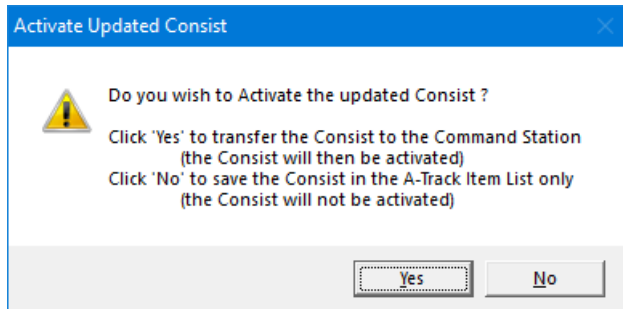 Activate Updated Consist
Do you wish to Activate the updated Consist ?
Click 'Yes' to transfer the Consist to the Command Station
(the Consist will then be activated)
Click 'No' to save the Consist in the A-Track Item List only
(the Consist will not be activated)
Yes
No